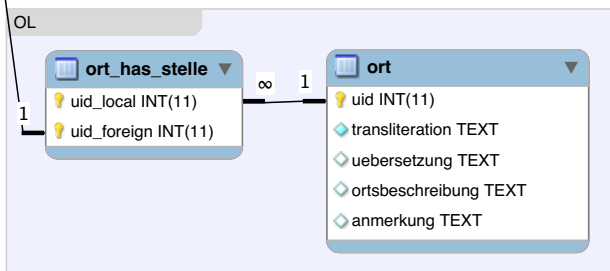 OL
ort_has_stelle
uid_local INT(11)
uid_foreign INT(11)
1
∞
1
ort
uid INT(11)
transliteration TEXT
uebersetzung TEXT
ortsbeschreibung TEXT
anmerkung TEXT